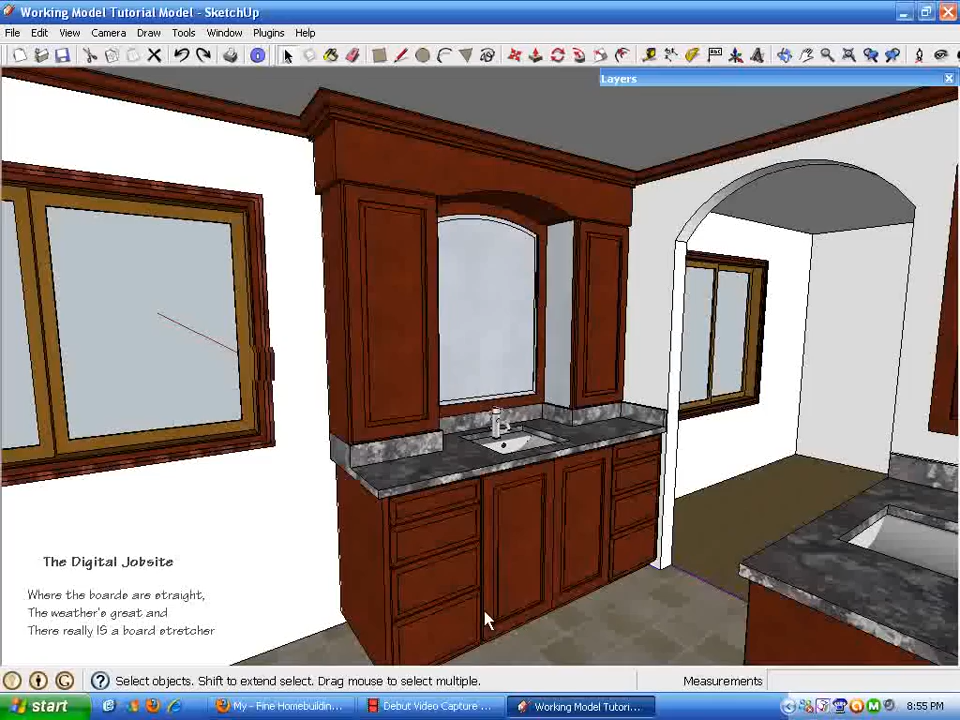 Working Model Tutorial Model - SketchUp
File Edit View Camera Draw Tools Window Plugins Help
Layers
The Digital Jobsite
Where the boards are straight,
The weather's great and
There really IS a board stretcher
Select objects. Shift to extend select. Drag mouse to select multiple.
Measurements
start
My - Fine Homebuildin...
Debut Video Capture ...
Working Model Tutori...
8:55 PM